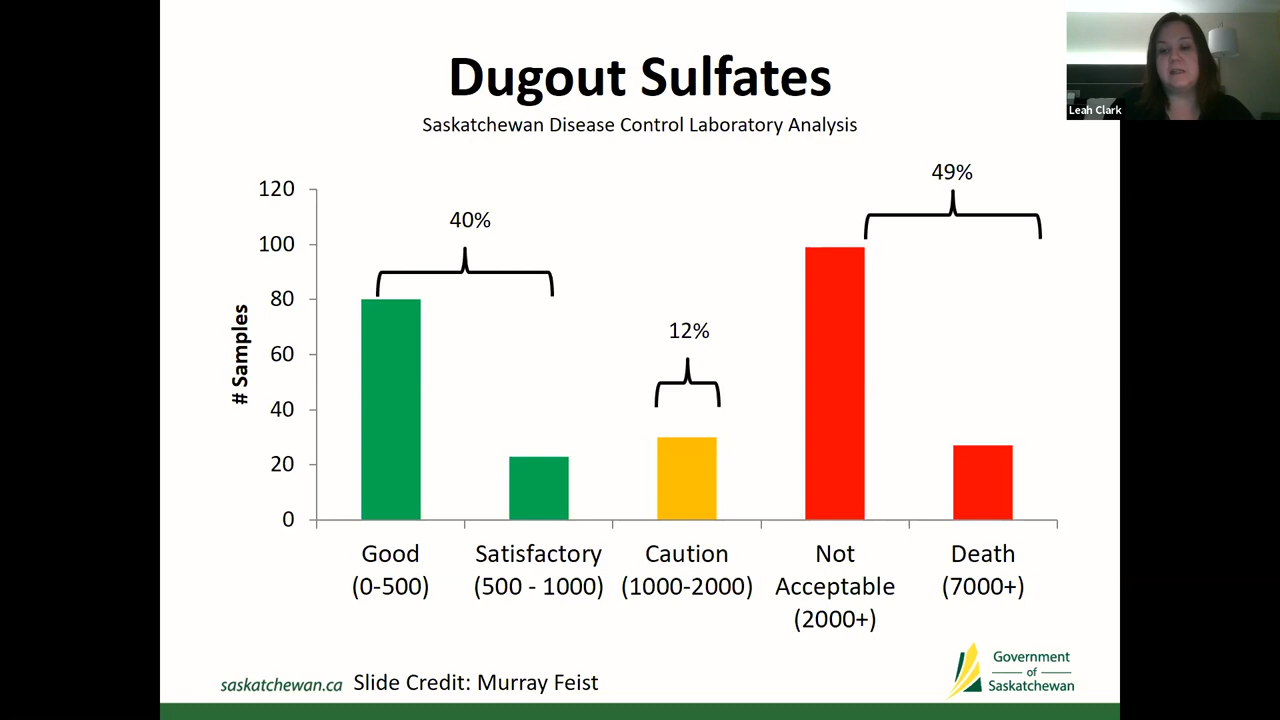 Dugout Sulfates
Saskatchewan Disease Control Laboratory Analysis
Leah Clark
# Samples
120
100
80
60
40
20
0
40%
12%
49%
Good
(0-500)
Satisfactory
(500 - 1000)
Caution
(1000-2000)
Not
Acceptable
(2000+)
Death
(7000+)
saskatchewan.ca
Slide Credit: Murray Feist
Government
of
Saskatchewan